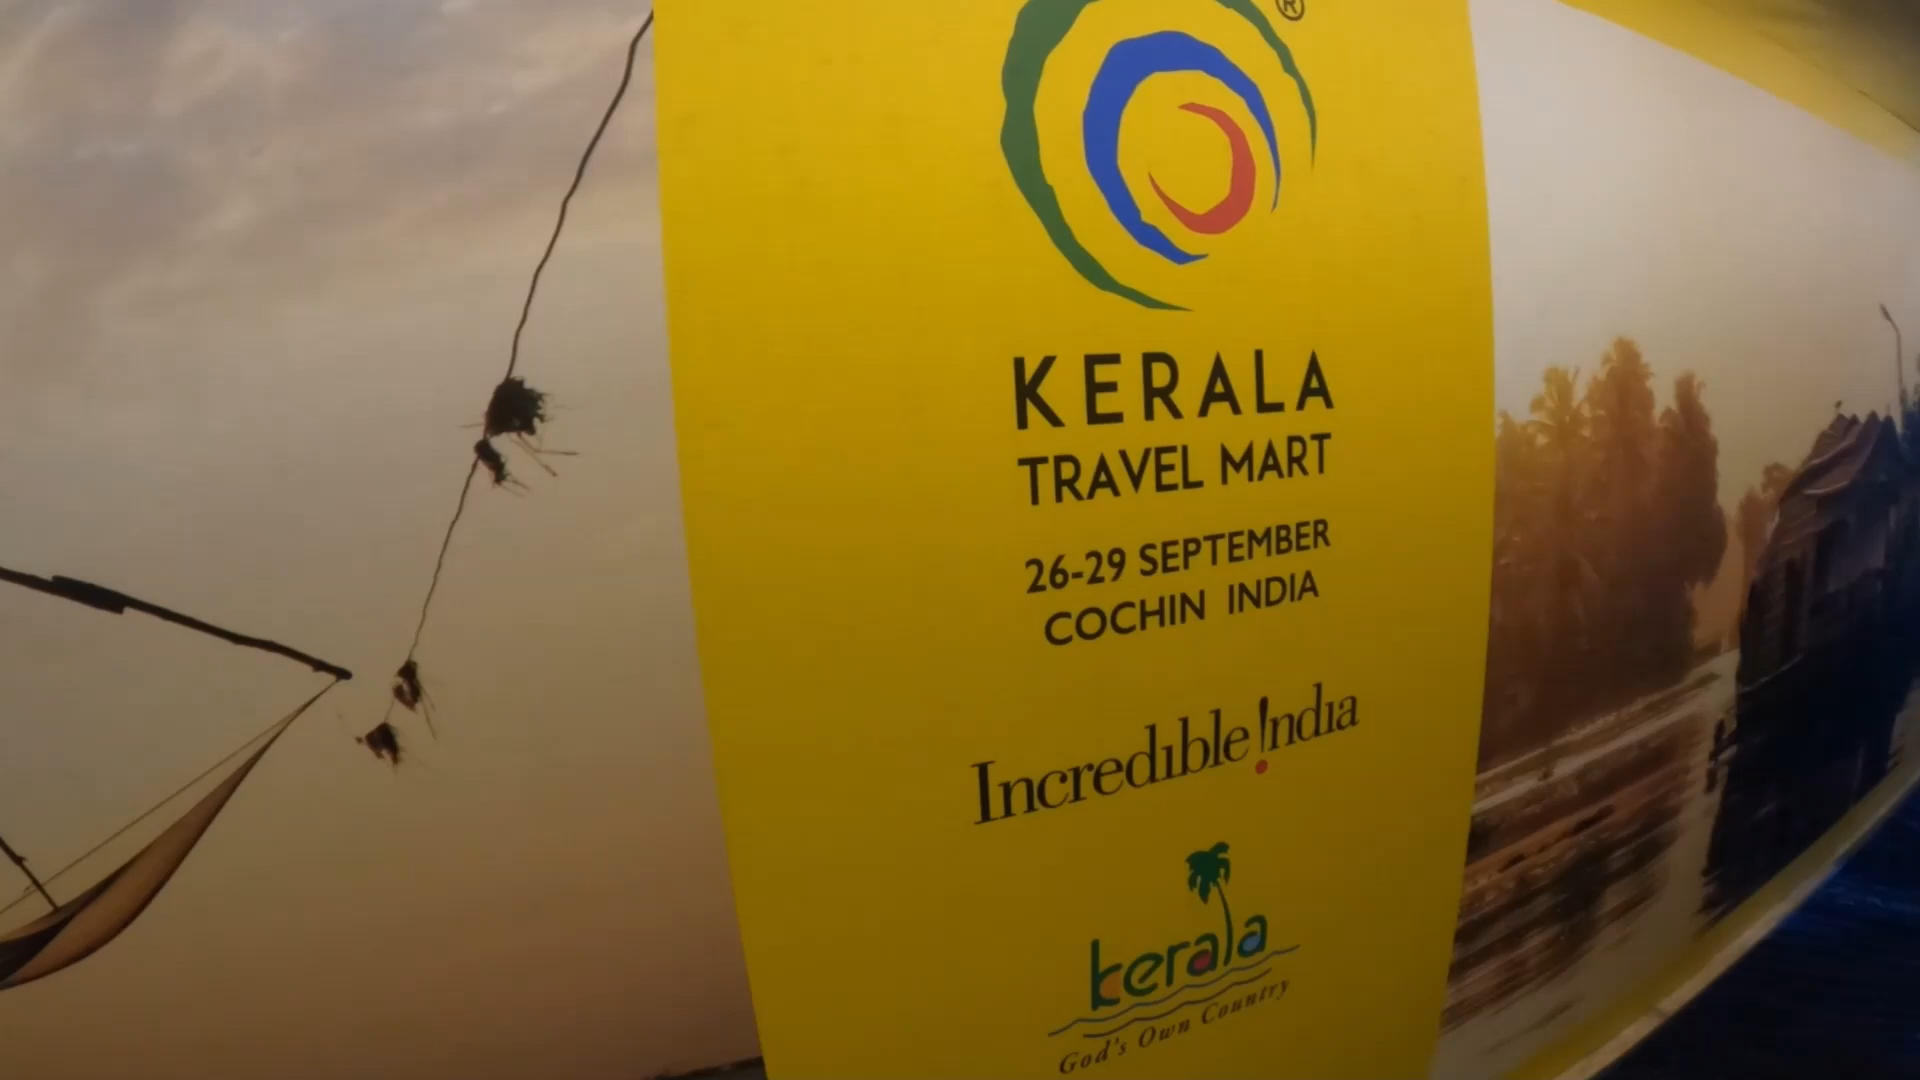 ®
KERALA
TRAVEL MART
26-29 SEPTEMBER
COCHIN INDIA
Incredible !ndia
kerala
God's Own Country